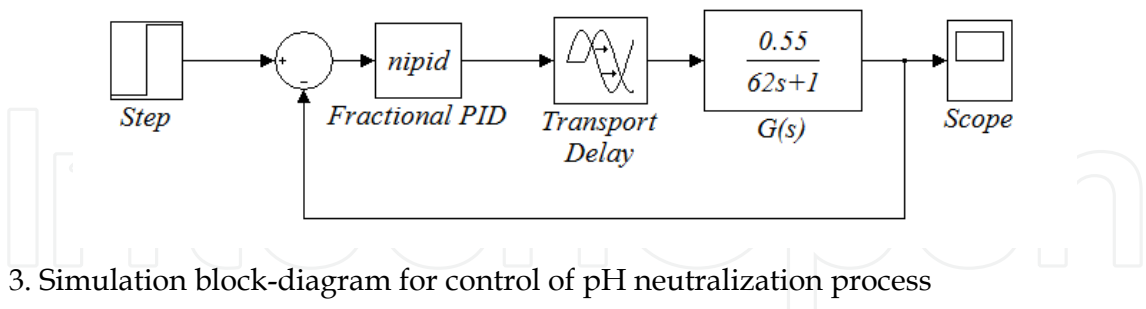 Step
+
−
nipid
Fractional PID
Transport
Delay
0.55
62s+1
G(s)
Scope
3. Simulation block-diagram for control of pH neutralization process